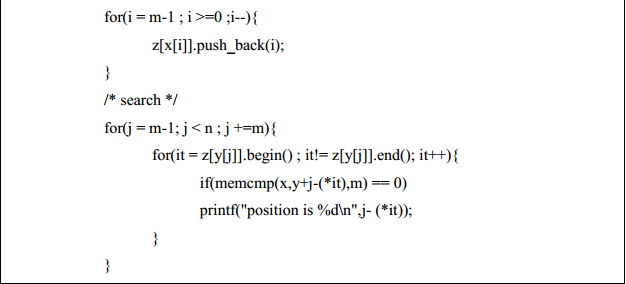 for(i = m-1 ; i >=0 ;i--){
z[x[i]].push_back(i);
}
/* search */
for(j = m-1; j < n ; j +=m){
for(it = z[y[j]].begin() ; it!= z[y[j]].end(); it++){
if(memcmp(x,y+j-(*it),m) == 0)
printf("position is %d\n",j- (*it));
}
}